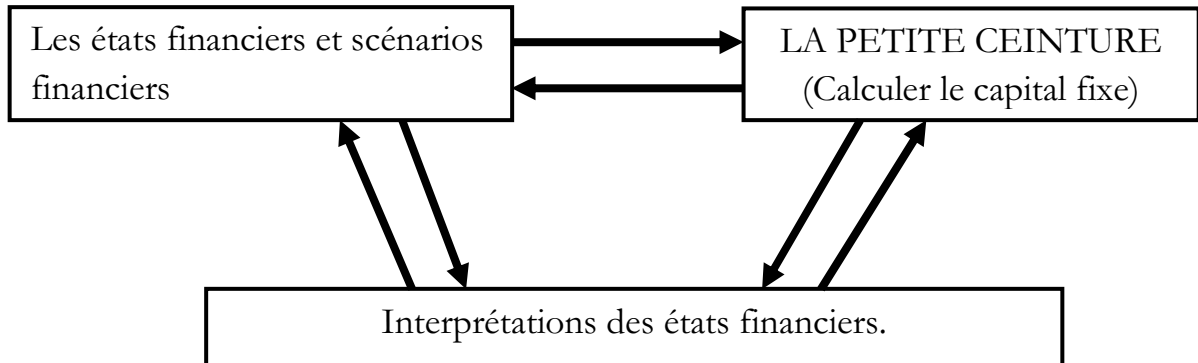 Les états financiers et scénarios
financiers
LA PETITE CEINTURE
(Calculer le capital fixe)
Interprétations des états financiers.